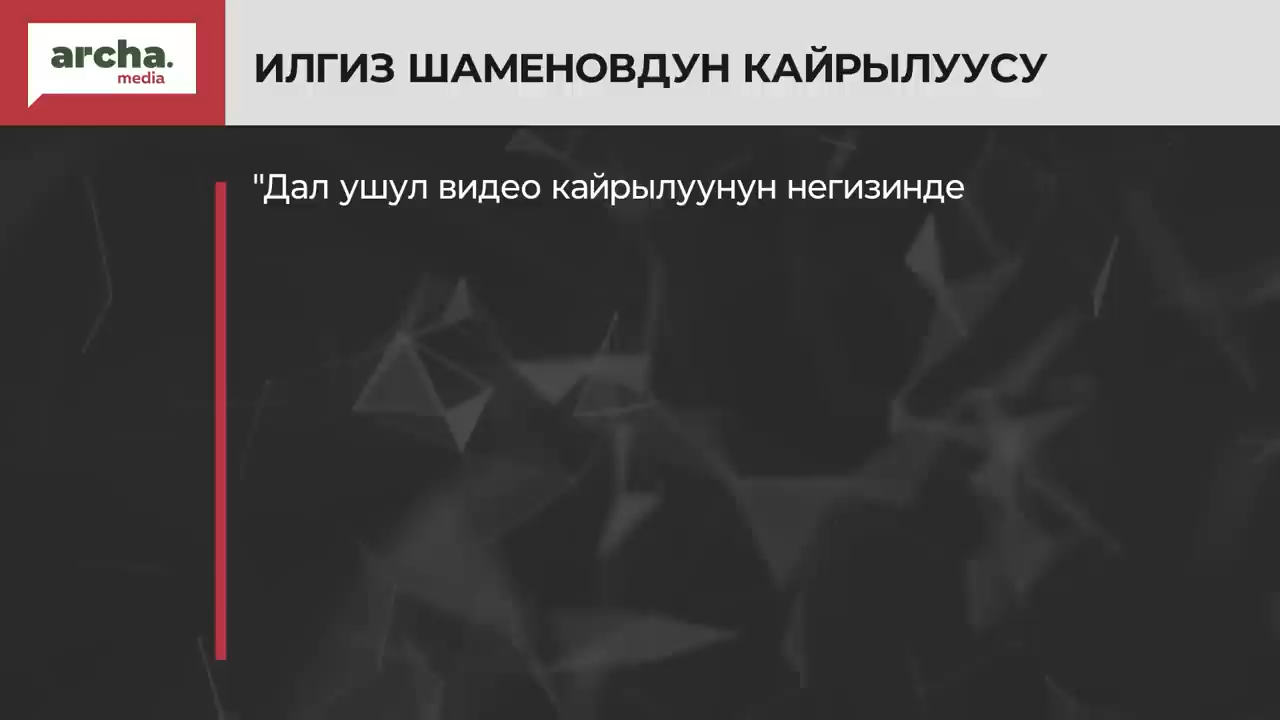 archa.
media
ИЛГИЗ ШАМЕНОВДУН КАЙРЫЛУУСУ
"Дал ушул видео кайрылуунун негизинде